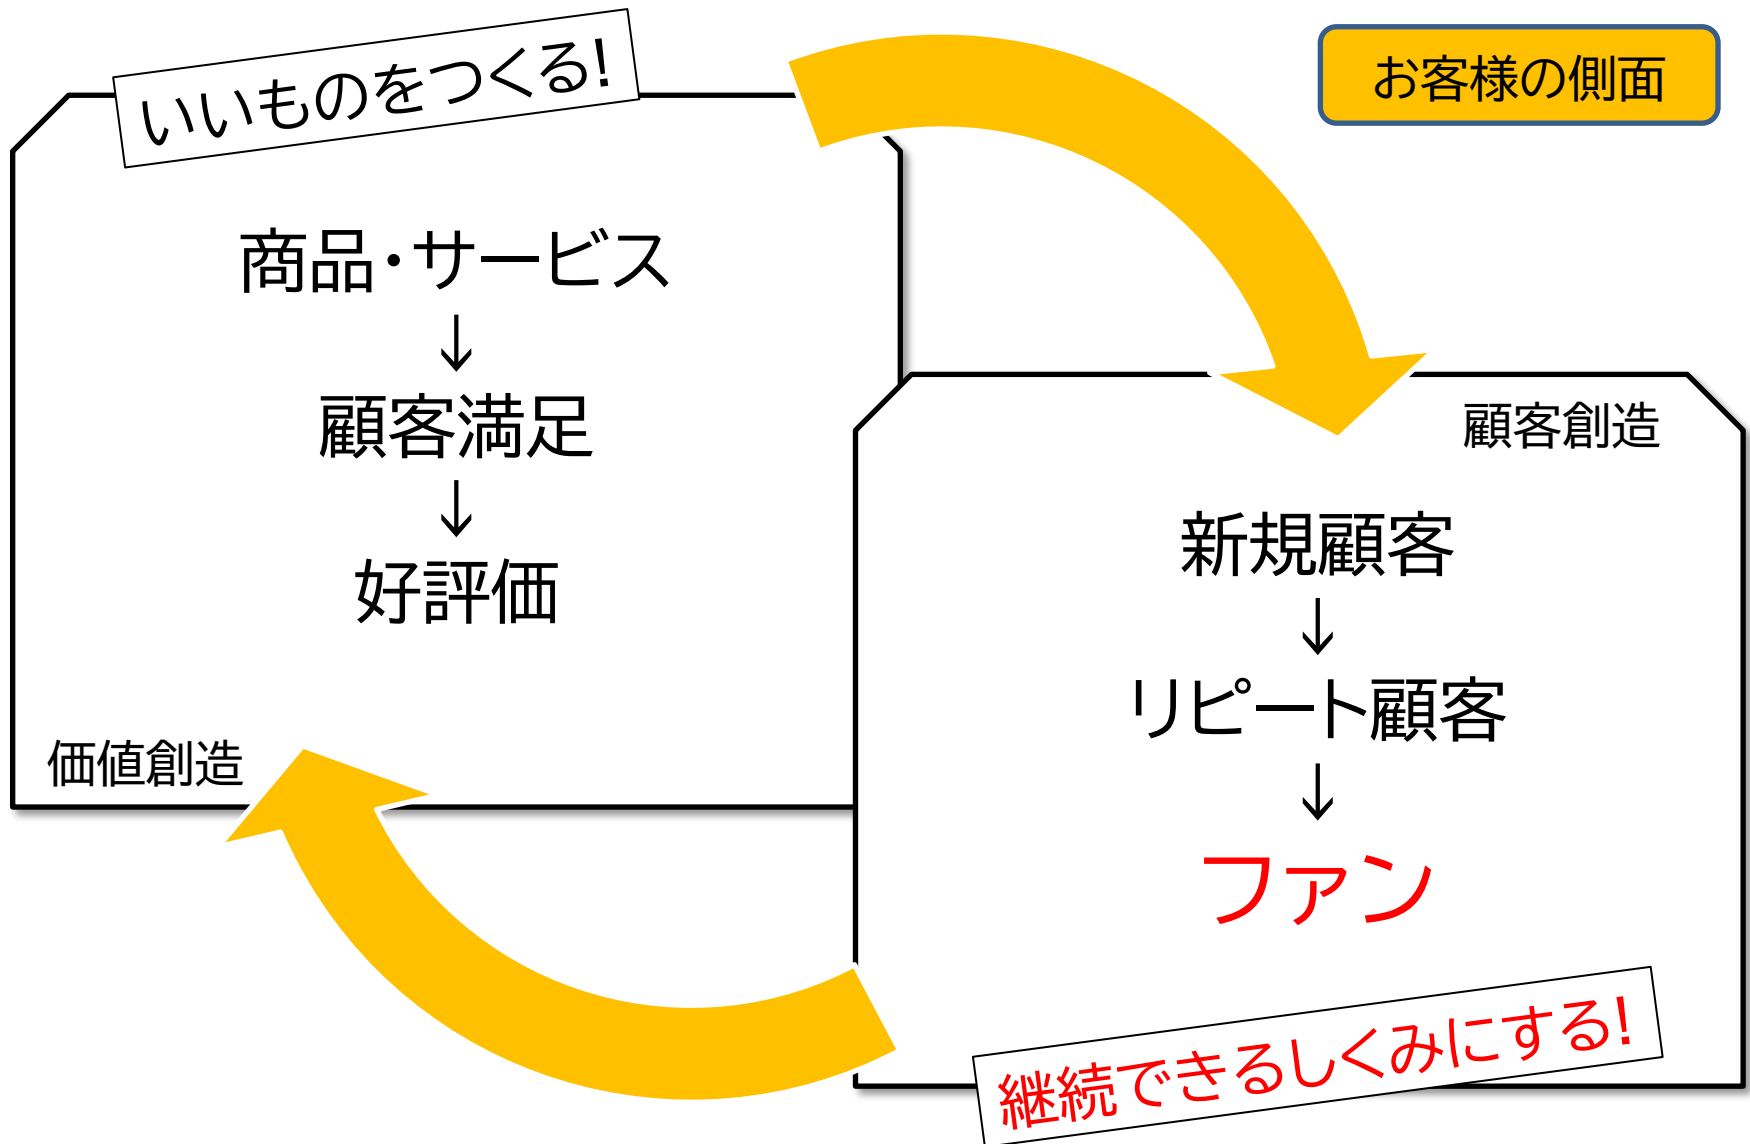 いいものをつくる!
お客様の側面
商品・サービス
↓
顧客満足
↓
好評価
価値創造
顧客創造
新規顧客
↓
リピート顧客
↓
ファン
継続できるしくみにする!